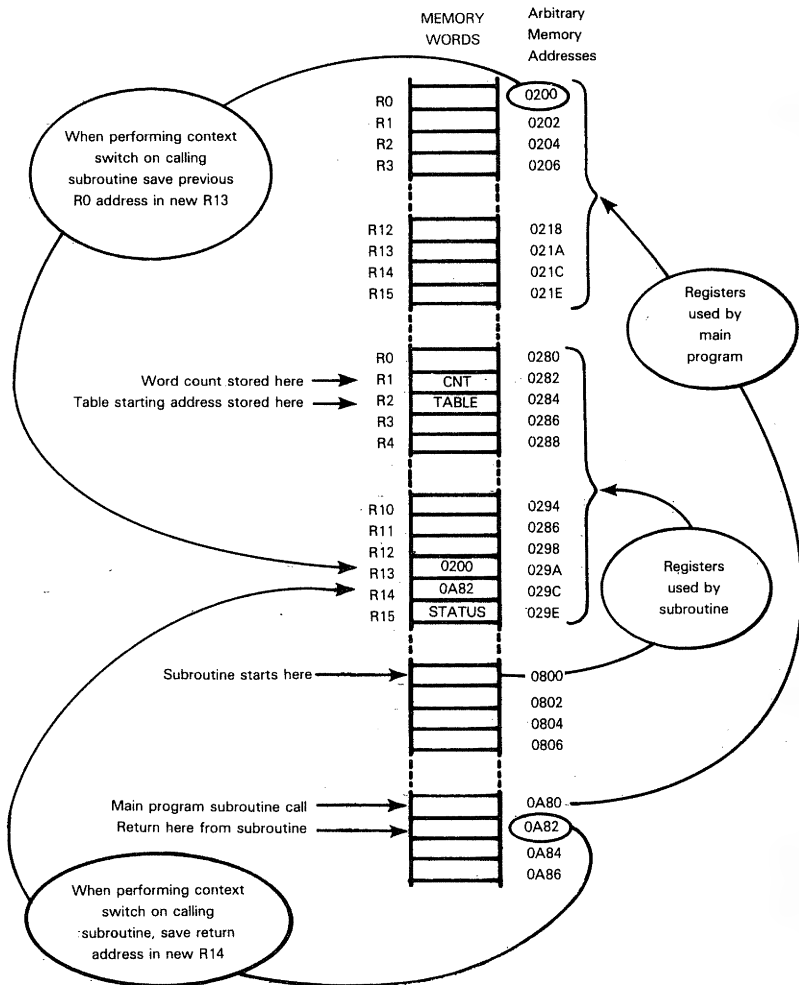 MEMORY
WORDS
Arbitrary
Memory
Addresses
R0 0200
R1 0202
R2 0204
R3 0206
When performing context
switch on calling
subroutine save previous
R0 address in new R13
R12 0218
R13 021A
R14 021C
R15 021E
Registers
used by
main
program
R0 0280
Word count stored here R1 CNT 0282
Table starting address stored here R2 TABLE 0284
R3 0286
R4 0288
R10 0294
R11 0286
R12 0298
R13 0200 029A
R14 0A82 029C
R15 STATUS 029E
Registers
used by
subroutine
Subroutine starts here 0800
0802
0804
0806
Main program subroutine call 0A80
Return here from subroutine 0A82
0A84
0A86
When performing context
switch on calling
subroutine, save return
address in new R14